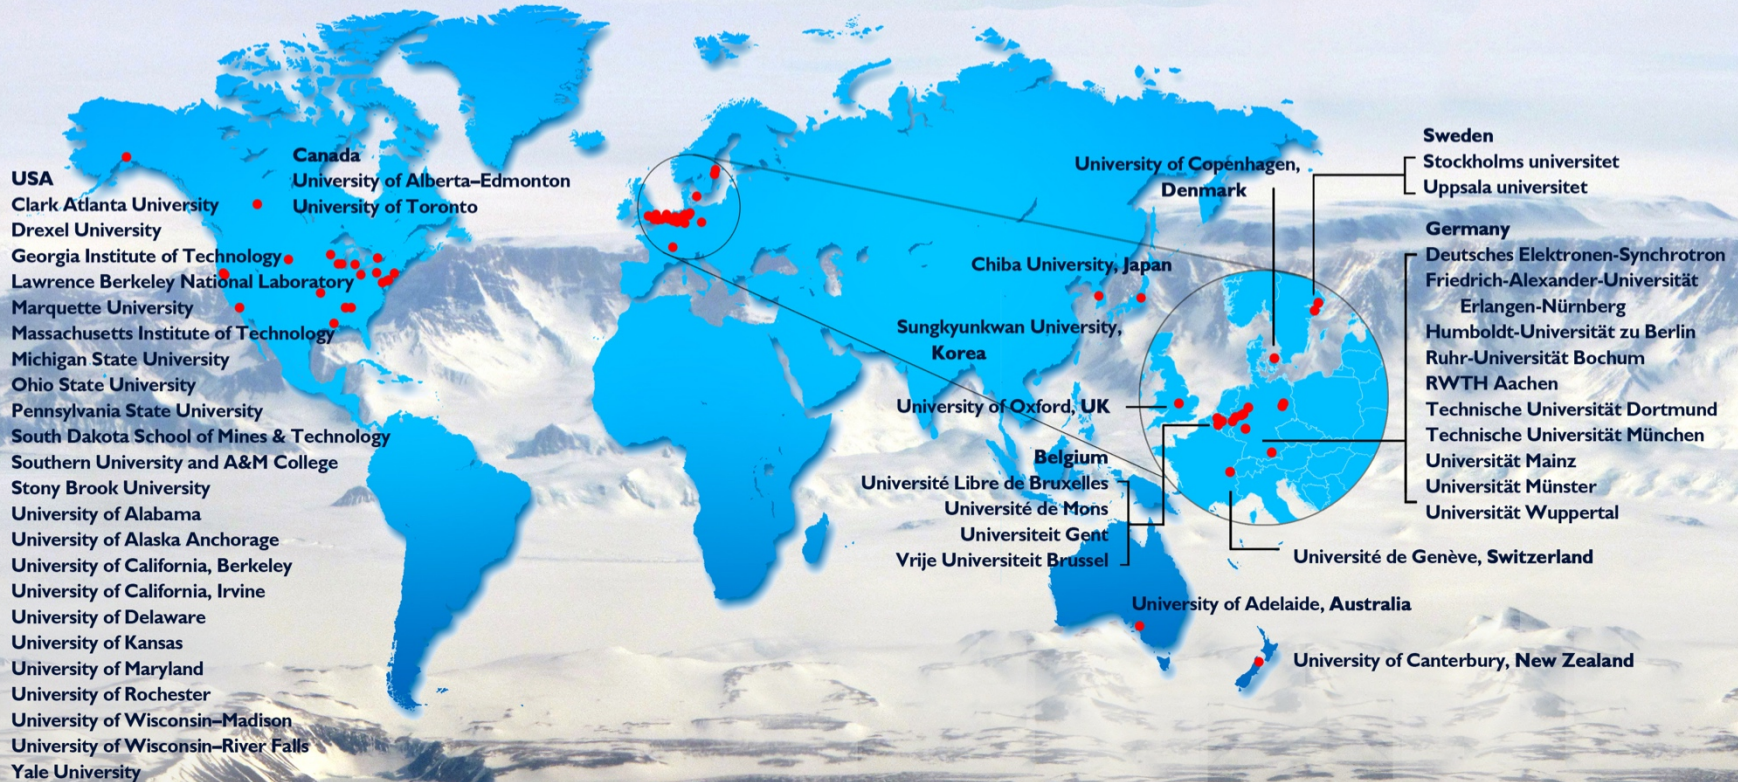 USA
Clark Atlanta University
Drexel University
Georgia Institute of Technology
Lawrence Berkeley National Laboratory
Marquette University
Massachusetts Institute of Technology
Michigan State University
Ohio State University
Pennsylvania State University
South Dakota School of Mines & Technology
Southern University and A&M College
Stony Brook University
University of Alabama
University of Alaska Anchorage
University of California, Berkeley
University of California, Irvine
University of Delaware
University of Kansas
University of Maryland
University of Rochester
University of Wisconsin–Madison
University of Wisconsin–River Falls
Yale University
Canada
University of Alberta–Edmonton
University of Toronto
Chiba University, Japan
Sungkyunkwan University,
Korea
University of Oxford, UK
Belgium
Université Libre de Bruxelles
Université de Mons
Universiteit Gent
Vrije Universiteit Brussel
University of Copenhagen,
Denmark
Sweden
Stockholms universitet
Uppsala universitet
Germany
Deutsches Elektronen-Synchrotron
Friedrich-Alexander-Universität
Erlangen-Nürnberg
Humboldt-Universität zu Berlin
Ruhr-Universität Bochum
RWTH Aachen
Technische Universität Dortmund
Technische Universität München
Universität Mainz
Universität Münster
Universität Wuppertal
Université de Genève, Switzerland
University of Adelaide, Australia
University of Canterbury, New Zealand